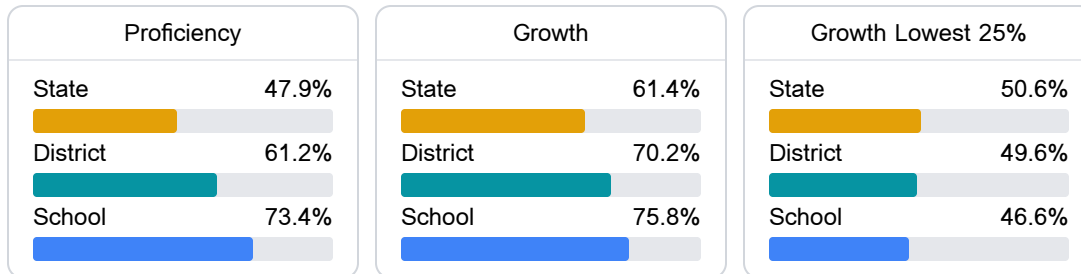 Proficiency
State 47.9%
District 61.2%
School 73.4%
Growth
State 61.4%
District 70.2%
School 75.8%
Growth Lowest 25%
State 50.6%
District 49.6%
School 46.6%